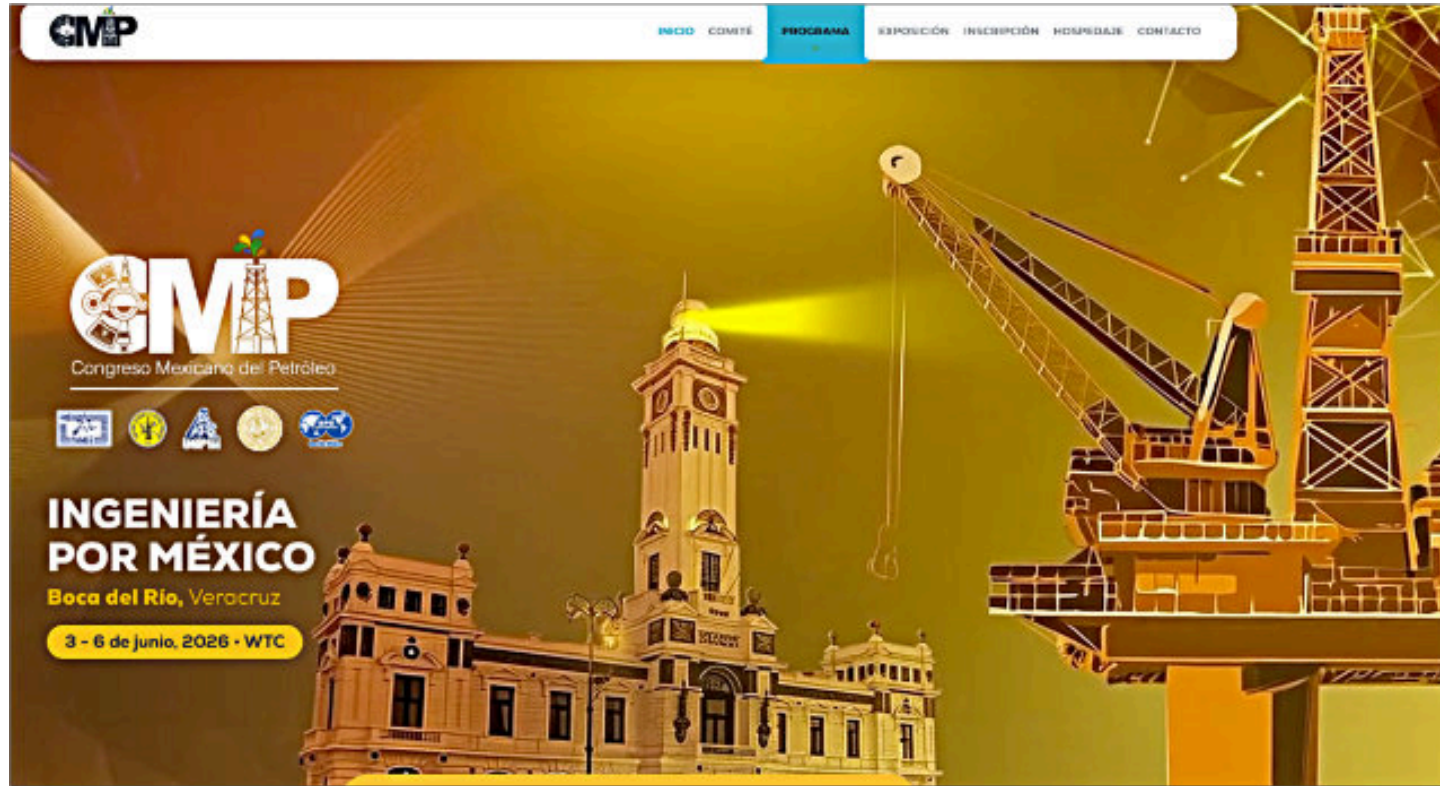 CMP
INICIO COMITÉ PROGRAMA EXPOSICIÓN INSCRIPCIÓN HOSPEDAJE CONTACTO
CMP
Congreso Mexicano del Petróleo
INGENIERÍA
POR MÉXICO
Boca del Río, Veracruz
3 - 6 de junio, 2026 • WTC